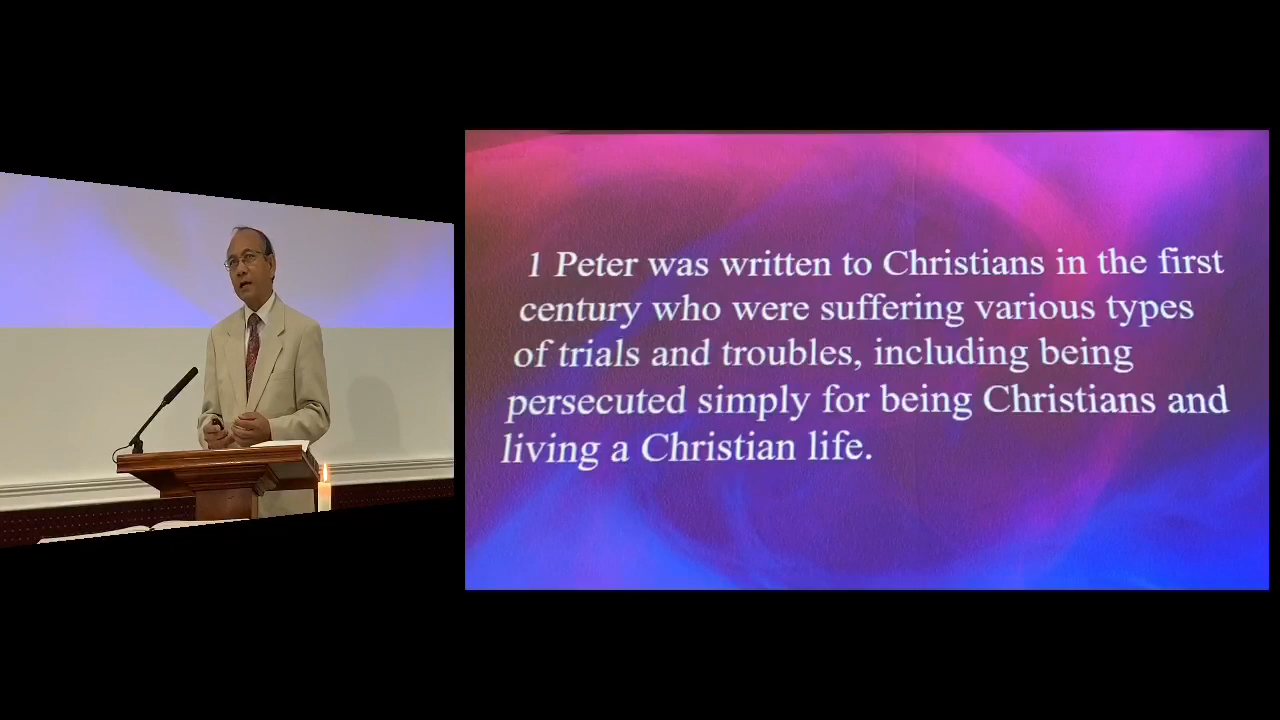 1 Peter was written to Christians in the first
century who were suffering various types
of trials and troubles, including being
persecuted simply for being Christians and
living a Christian life.